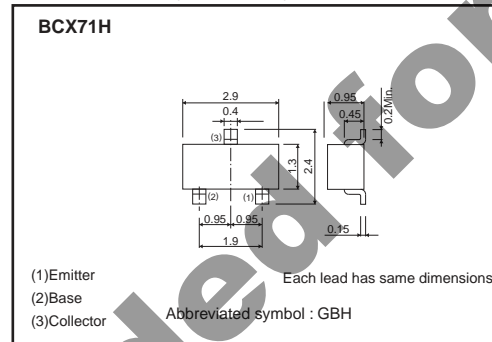 BCX71H
2.9
0.4
(3)
(2)
(1)
1.3
2.4
0.95
0.95
1.9
0.95
0.45
0.2Min.
0.15
(1)Emitter
Each lead has same dimensions
(2)Base
(3)Collector
Abbreviated symbol : GBH
ded for